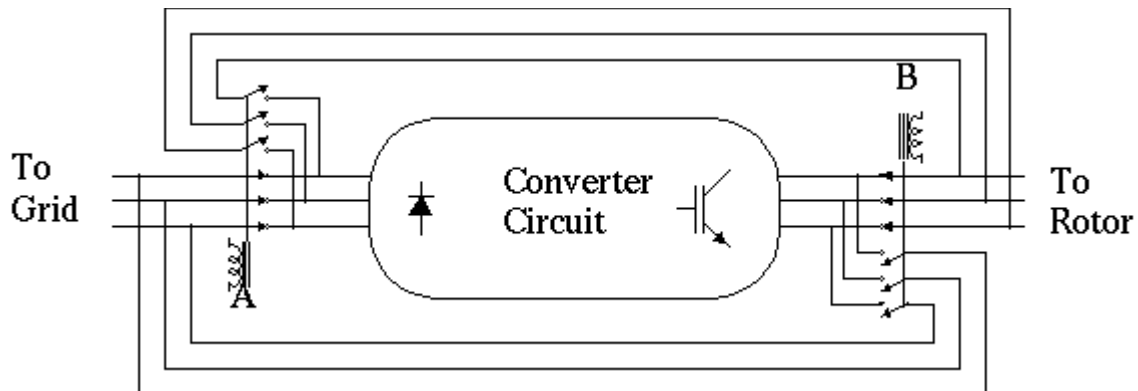 To
Grid
A
Converter
Circuit
B
To
Rotor